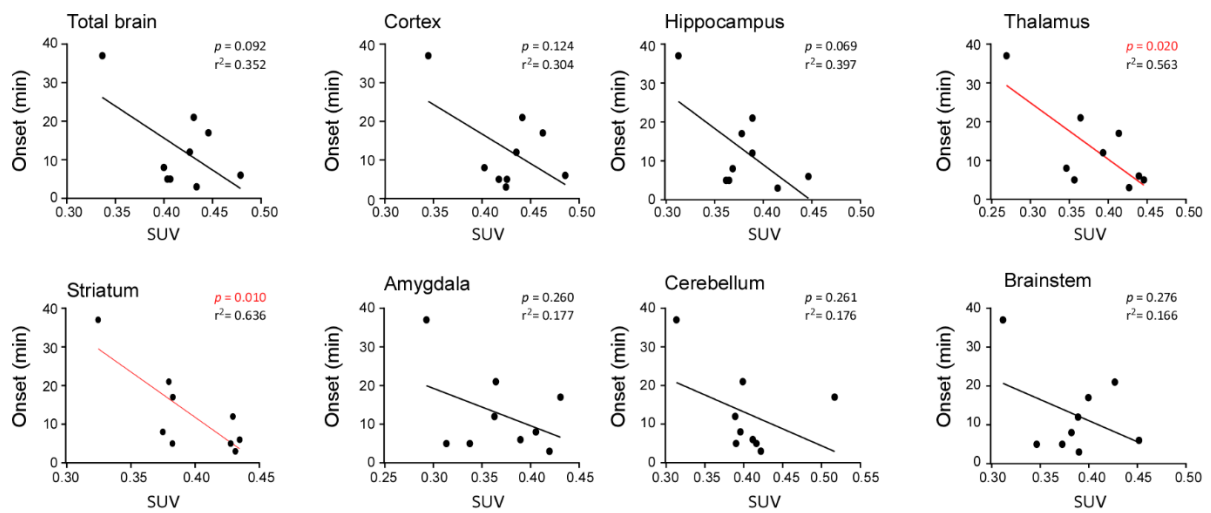 Total brain
p = 0.092
r²= 0.352
Onset (min)
40
30
20
10
0
0.30 0.35 0.40 0.45 0.50
SUV
Cortex
p = 0.124
r²= 0.304
Onset (min)
40
30
20
10
0
0.30 0.35 0.40 0.45 0.50
SUV
Hippocampus
p = 0.069
r²= 0.397
Onset (min)
40
30
20
10
0
0.30 0.35 0.40 0.45 0.50
SUV
Thalamus
p = 0.020
r²= 0.563
Onset (min)
40
30
20
10
0
0.25 0.30 0.35 0.40 0.45 0.50
SUV
Striatum
p = 0.010
r²= 0.636
Onset (min)
40
30
20
10
0
0.30 0.35 0.40 0.45
SUV
Amygdala
p = 0.260
r²= 0.177
Onset (min)
40
30
20
10
0
0.25 0.30 0.35 0.40 0.45
SUV
Cerebellum
p = 0.261
r²= 0.176
Onset (min)
40
30
20
10
0
0.30 0.35 0.40 0.45 0.50 0.55
SUV
Brainstem
p = 0.276
r²= 0.166
Onset (min)
40
30
20
10
0
0.30 0.35 0.40 0.45 0.50
SUV